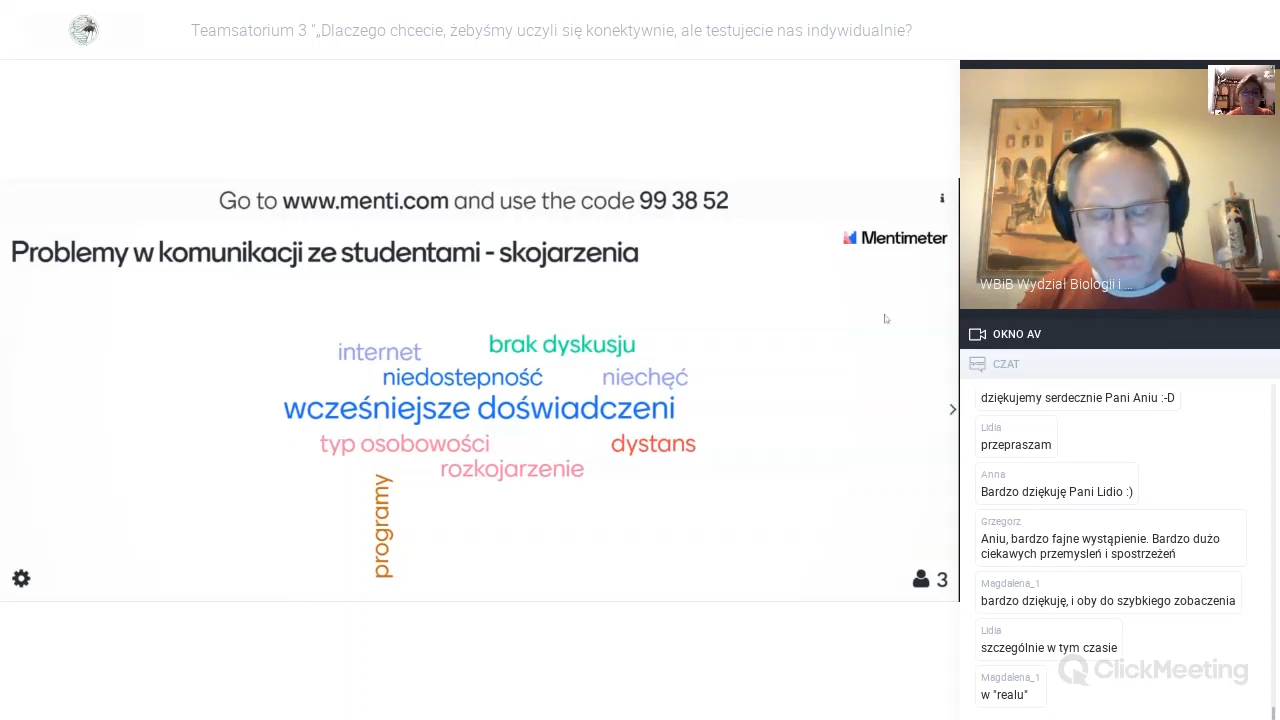 Teamsatorium 3 “„Dlaczego chcecie, żebyśmy uczyli się konektywnie, ale testujecie nas indywidualnie?
Go to www.menti.com and use the code 99 38 52
Mentimeter
Problemy w komunikacji ze studentami - skojarzenia
internet
brak dyskusju
niedostepność
niechęć
wcześniejsze doświadczeni
typ osobowości
dystans
rozkojarzenie
programy
3
WBiB Wydział Biologii i ...
OKNO AV
CZAT
dziękujemy serdecznie Pani Aniu :-D
Lidia
przepraszam
Anna
Bardzo dziękuję Pani Lidio :)
Grzegorz
Aniu, bardzo fajne wystąpienie. Bardzo dużo
ciekawych przemysleń i spostrzeżeń
Magdalena_1
bardzo dziękuję, i oby do szybkiego zobaczenia
Lidia
szczególnie w tym czasie
ClickMeeting
Magdalena_1
w "realu"